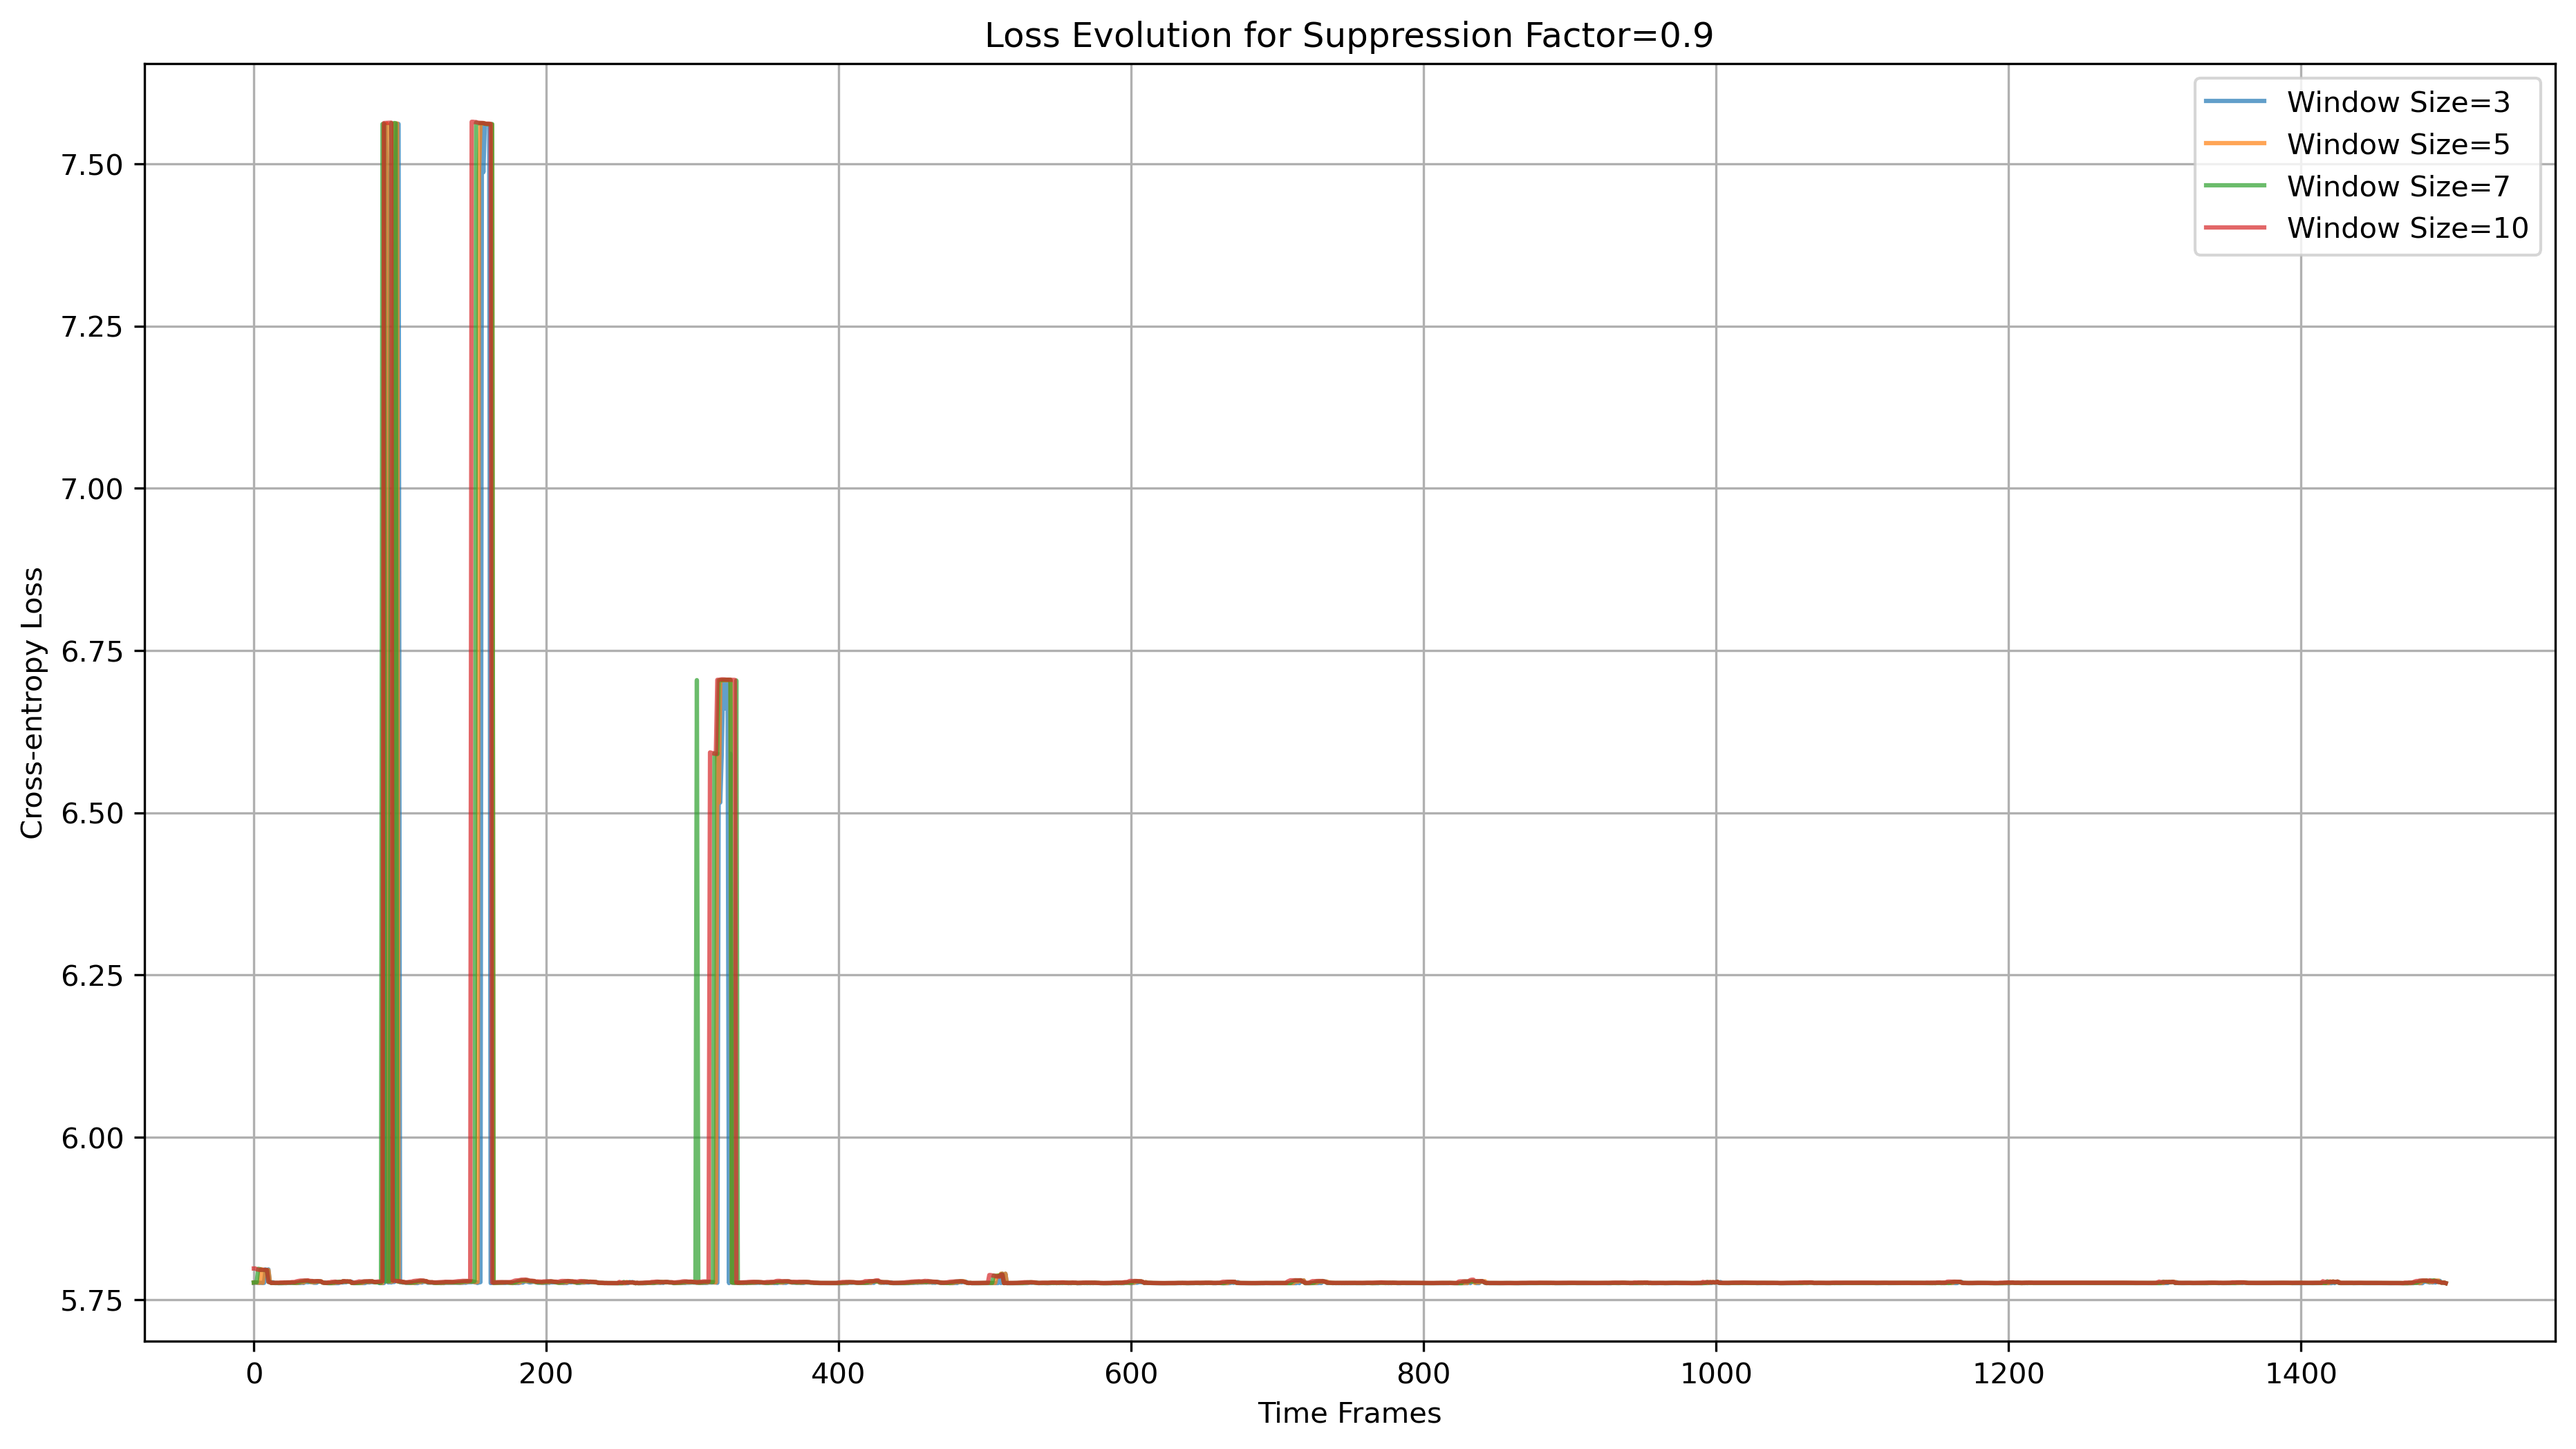 Loss Evolution for Suppression Factor=0.9
Window Size=3
Window Size=5
Window Size=7
Window Size=10
Cross-entropy Loss
7.50
7.25
7.00
6.75
6.50
6.25
6.00
5.75
0 200 400 600 800 1000 1200 1400
Time Frames